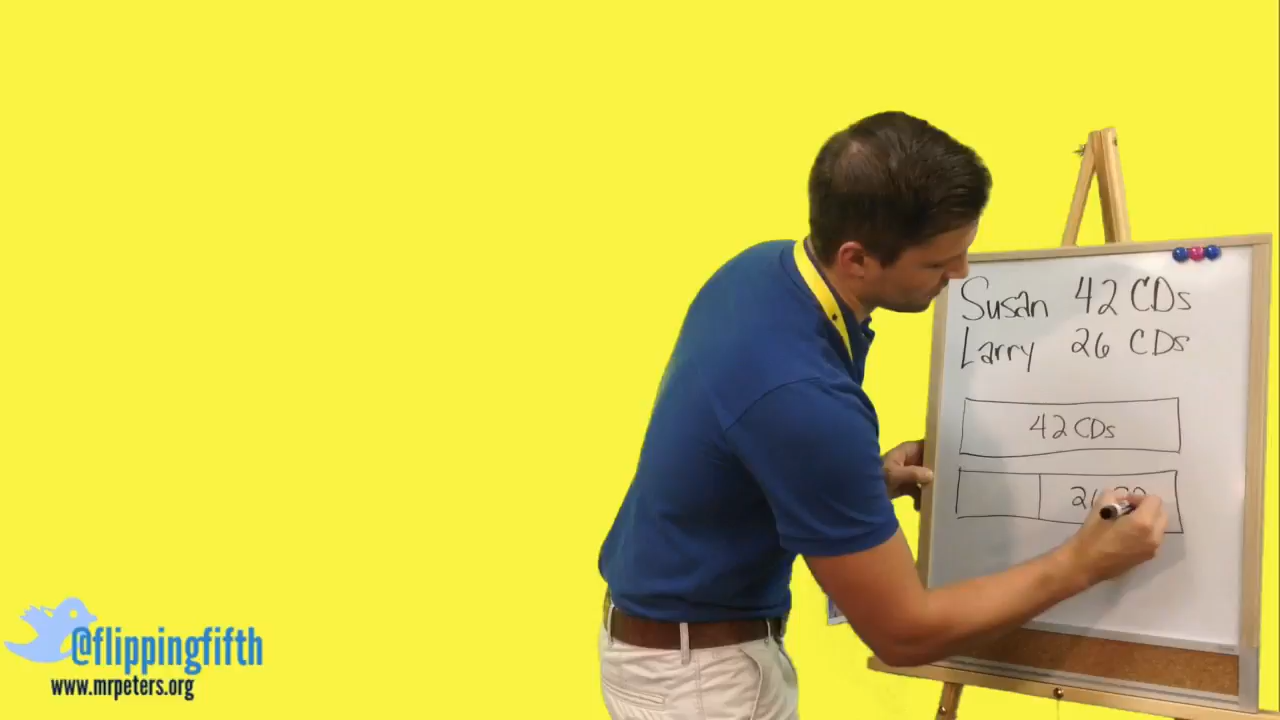 Susan 42 CDs
Larry 26 CDs
42 CDs
@flippingfifth
www.mrpeters.org